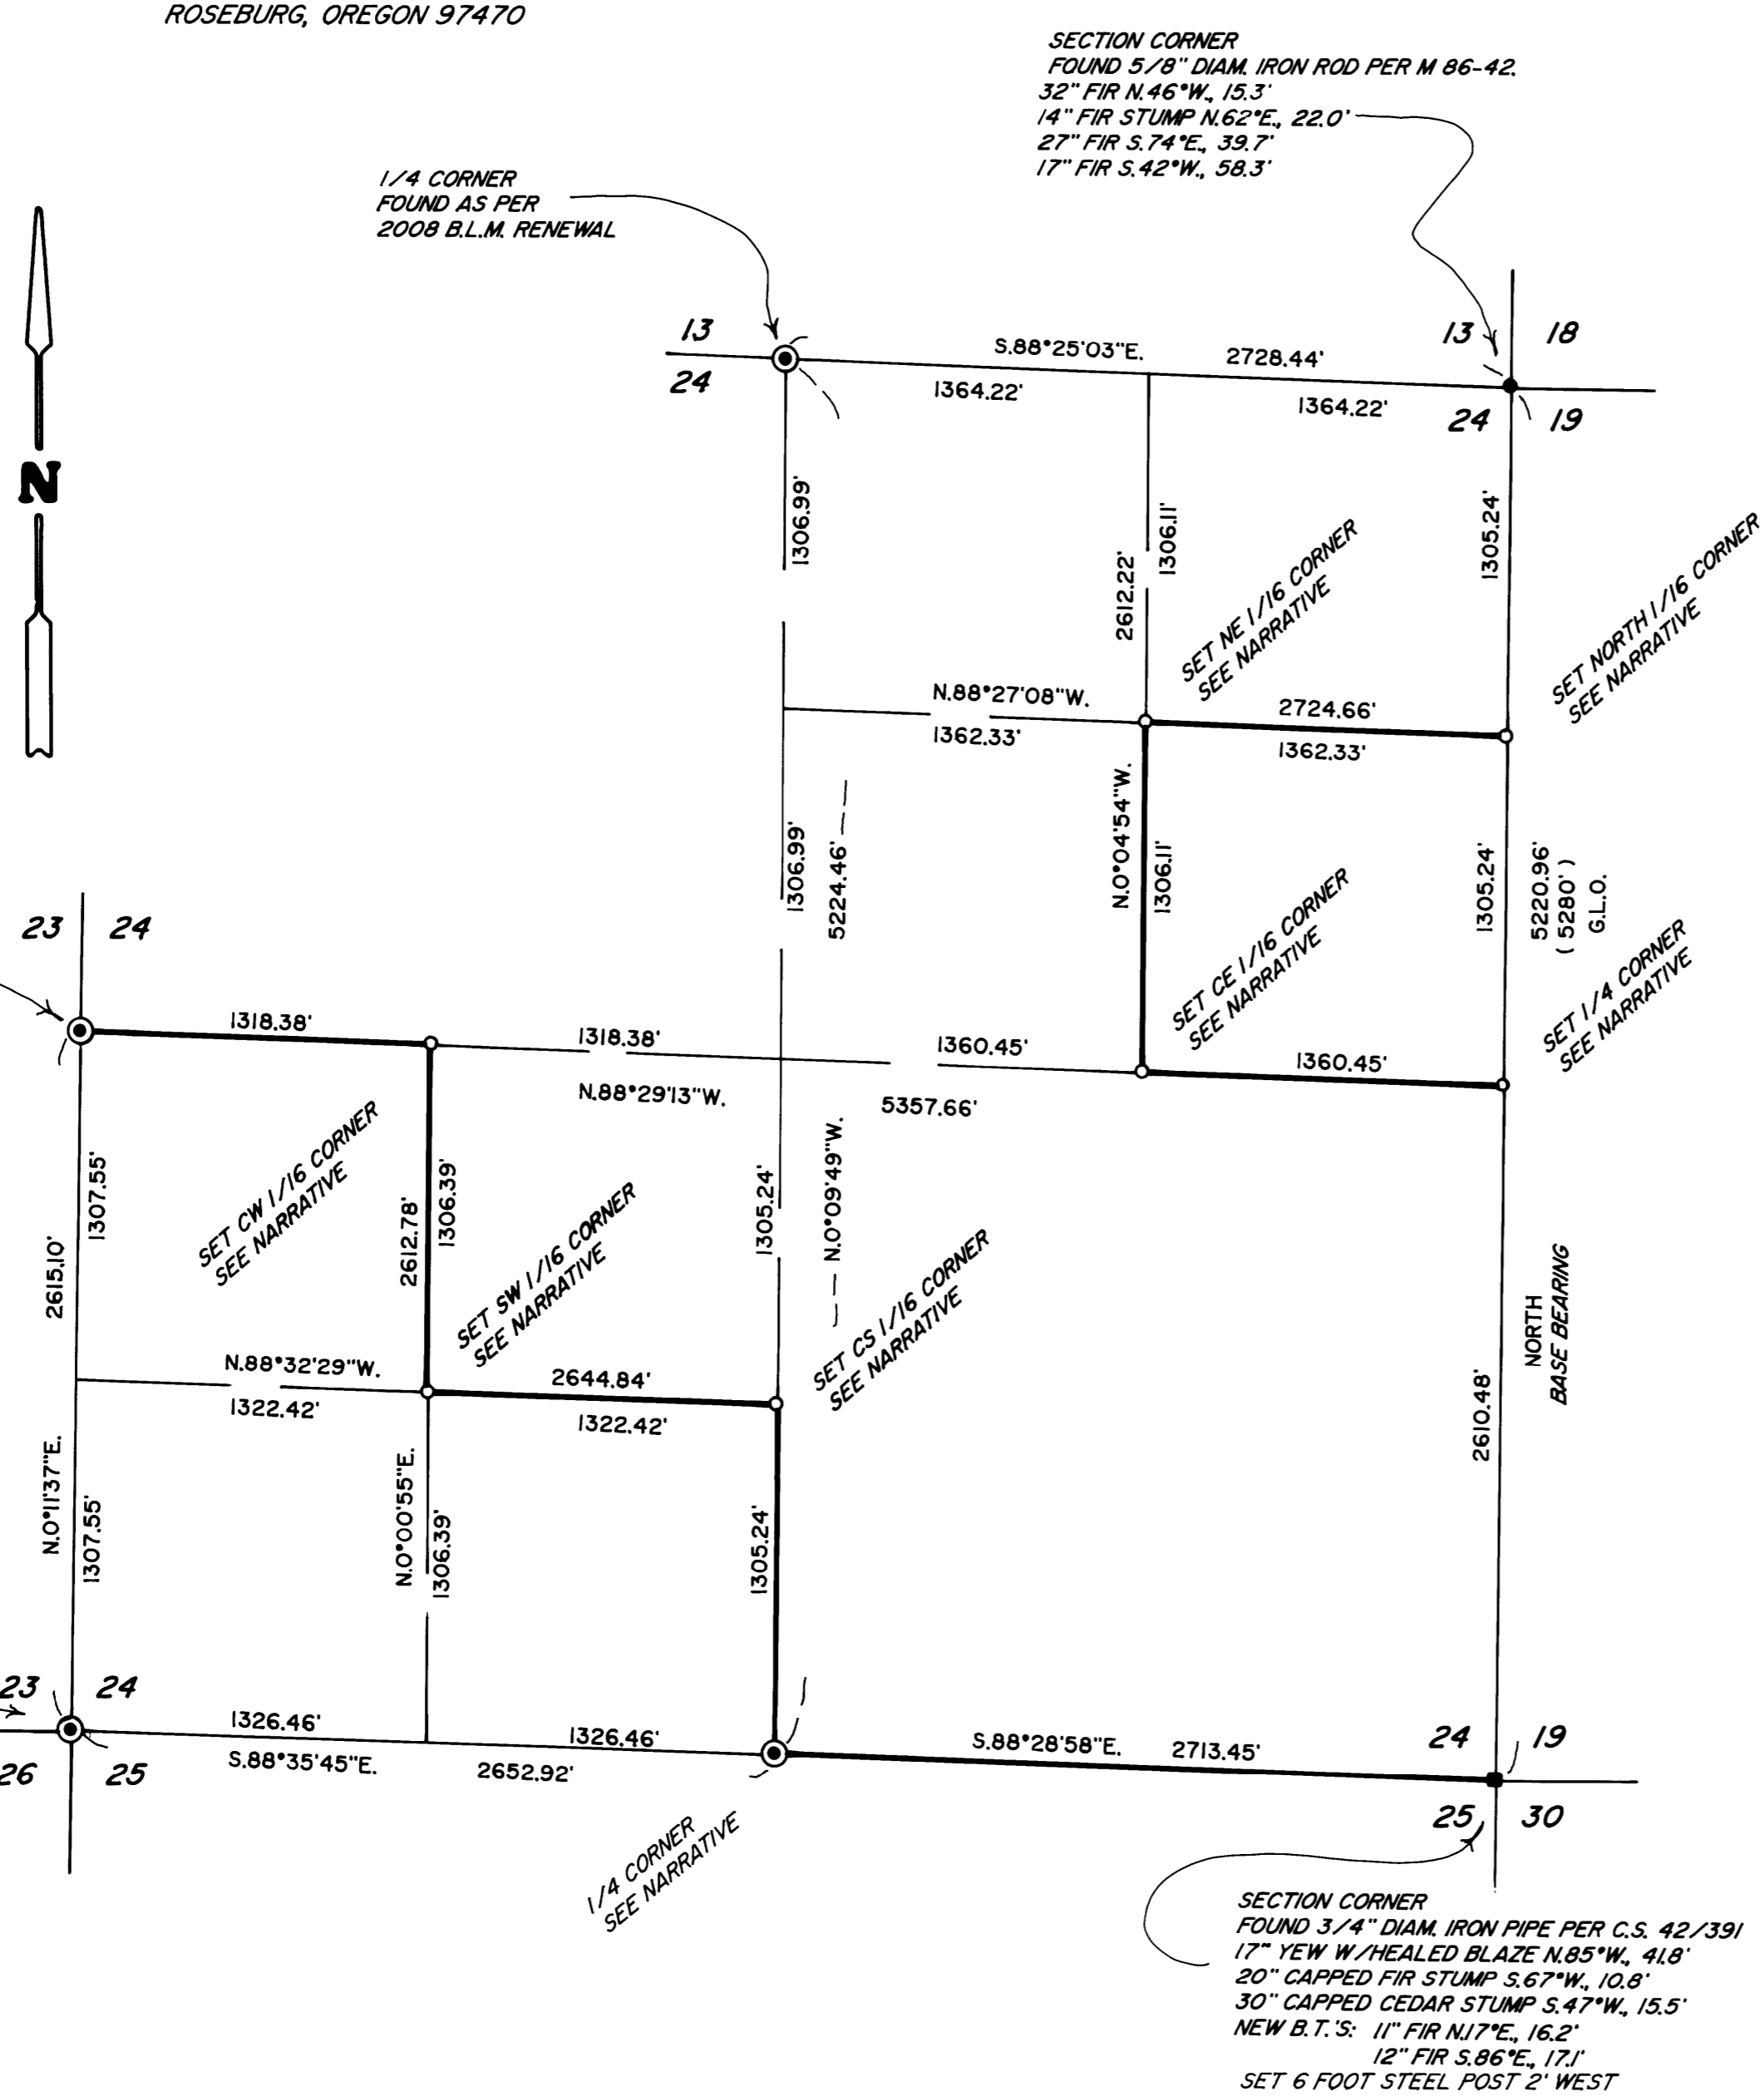 ROSEBURG, OREGON 97470
SECTION CORNER
FOUND 5/8" DIAM. IRON ROD PER M 86-42.
32" FIR N.46°W., 15.3'
14" FIR STUMP N.62°E., 22.0'
27" FIR S.74°E., 39.7'
17" FIR S.42°W., 58.3'
1/4 CORNER
FOUND AS PER
2008 B.L.M. RENEWAL
N
13
24
S.88°25'03"E.
2728.44'
1364.22'
1364.22'
13
18
24
19
1306.99'
1306.11'
2612.22'
1305.24'
SET NE 1/16 CORNER
SEE NARRATIVE
SET NORTH 1/16 CORNER
SEE NARRATIVE
N.88°27'08"W.
1362.33'
2724.66'
1362.33'
1306.99'
5224.46'
N.0°04'54"W.
1306.11'
1305.24'
5220.96'
( 5280' )
G.L.O.
SET CE 1/16 CORNER
SEE NARRATIVE
SET 1/4 CORNER
SEE NARRATIVE
23
24
1318.38'
1318.38'
1360.45'
1360.45'
N.88°29'13"W.
5357.66'
SET CW 1/16 CORNER
SEE NARRATIVE
1307.55'
2615.10'
2612.78'
1306.39'
SET SW 1/16 CORNER
SEE NARRATIVE
1305.24'
N.0°09'49"W.
SET CS 1/16 CORNER
SEE NARRATIVE
NORTH
BASE BEARING
2610.48'
N.88°32'29"W.
1322.42'
2644.84'
1322.42'
N.0°11'37"E.
1307.55'
N.0°00'55"E.
1306.39'
1305.24'
23
24
26
25
1326.46'
S.88°35'45"E.
1326.46'
2652.92'
S.88°28'58"E.
2713.45'
24
19
25
30
1/4 CORNER
SEE NARRATIVE
SECTION CORNER
FOUND 3/4" DIAM. IRON PIPE PER C.S. 42/391
17" YEW W/HEALED BLAZE N.85°W., 41.8'
20" CAPPED FIR STUMP S.67°W., 10.8'
30" CAPPED CEDAR STUMP S.47°W., 15.5'
NEW B.T.'S: 11" FIR N.17°E., 16.2'
12" FIR S.86°E., 17.1'
SET 6 FOOT STEEL POST 2' WEST